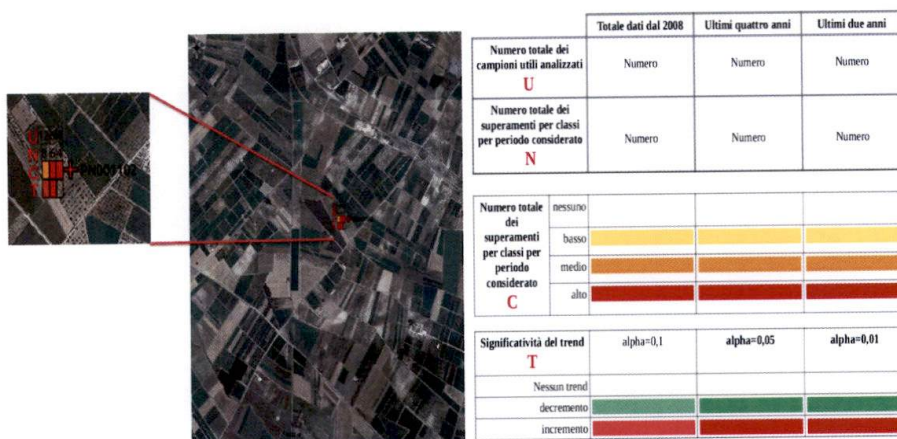 U
N
C
T
Totale dati dal 2008 Ultimi quattro anni Ultimi due anni
Numero totale dei
campioni utili analizzati
U
Numero Numero Numero
Numero totale dei
superamenti per classi
per periodo considerato
N
Numero Numero Numero
Numero totale
dei
superamenti
per classi per
periodo
considerato
C
nessuno
basso
medio
alto
Significatività del trend
T
alpha=0,1 alpha=0,05 alpha=0,01
Nessun trend
decremento
incremento